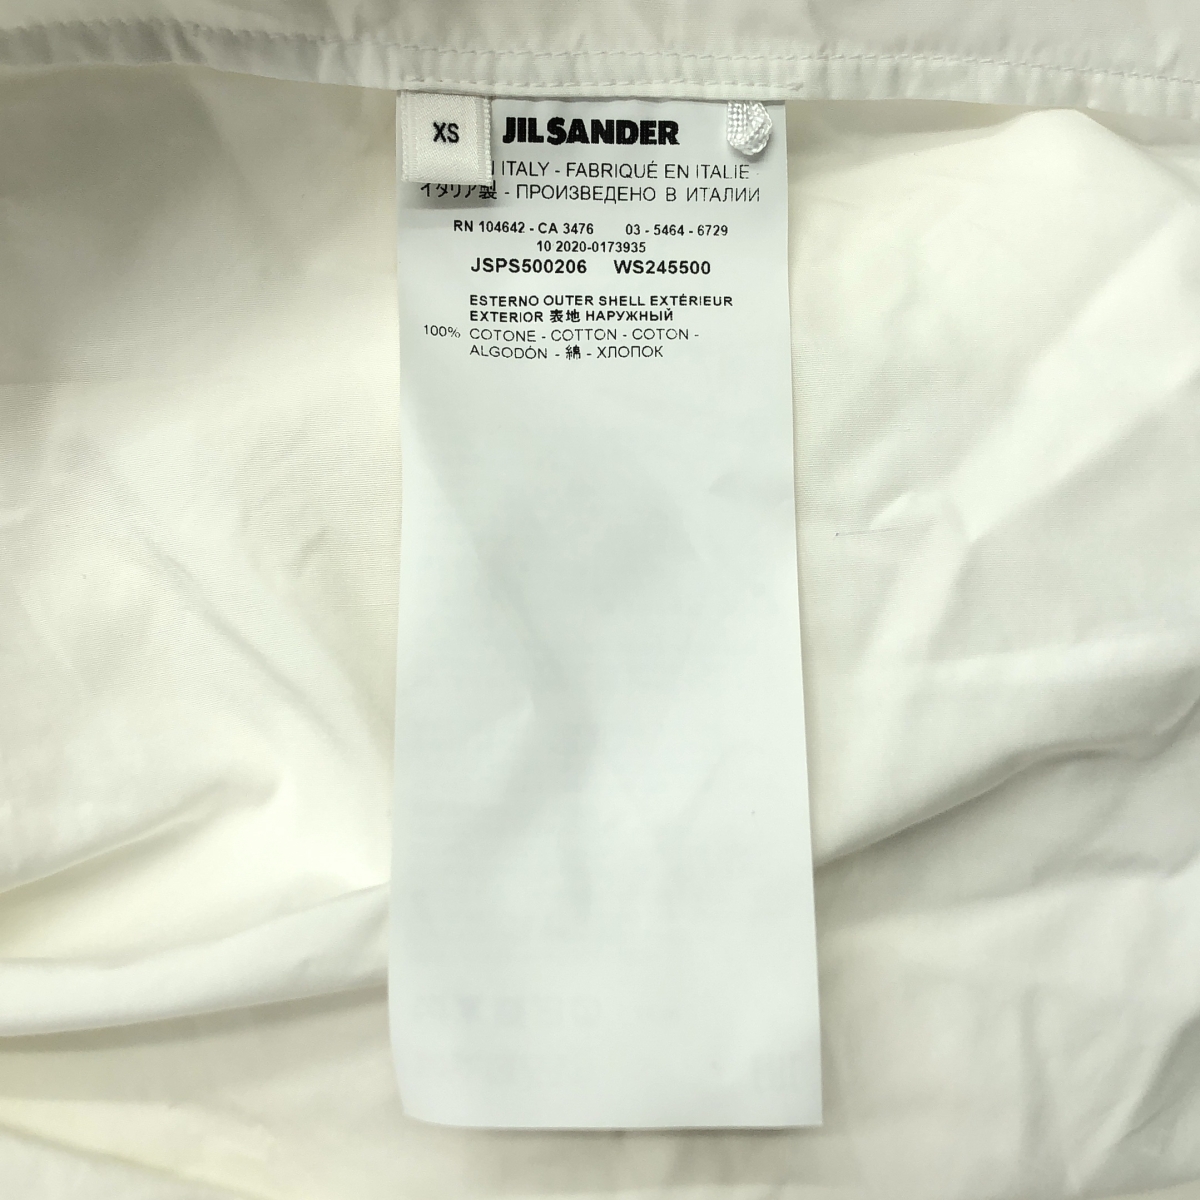 XS
JIL SANDER
ITALY - FABRIQUÉ EN ITALIE -
イタリア製 - ПРОИЗВЕДЕНО В ИТАЛИИ
RN 104642 - CA 3476 03 - 5464 - 6729
10 2020-0173935
JSPS500206 WS245500
ESTERNO OUTER SHELL EXTÉRIEUR
EXTERIOR 表地 НАРУЖНЫЙ
100% COTONE - COTTON - COTON -
ALGODÓN - 綿 - ХЛОПОК